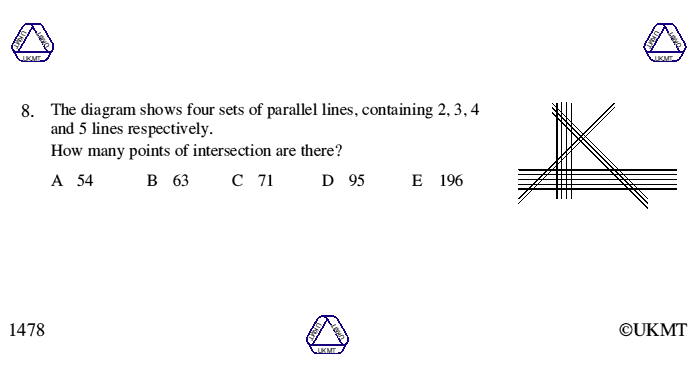 UKMT
UKMT
8. The diagram shows four sets of parallel lines, containing 2, 3, 4
and 5 lines respectively.
How many points of intersection are there?
A 54 B 63 C 71 D 95 E 196
1478
UKMT
©UKMT